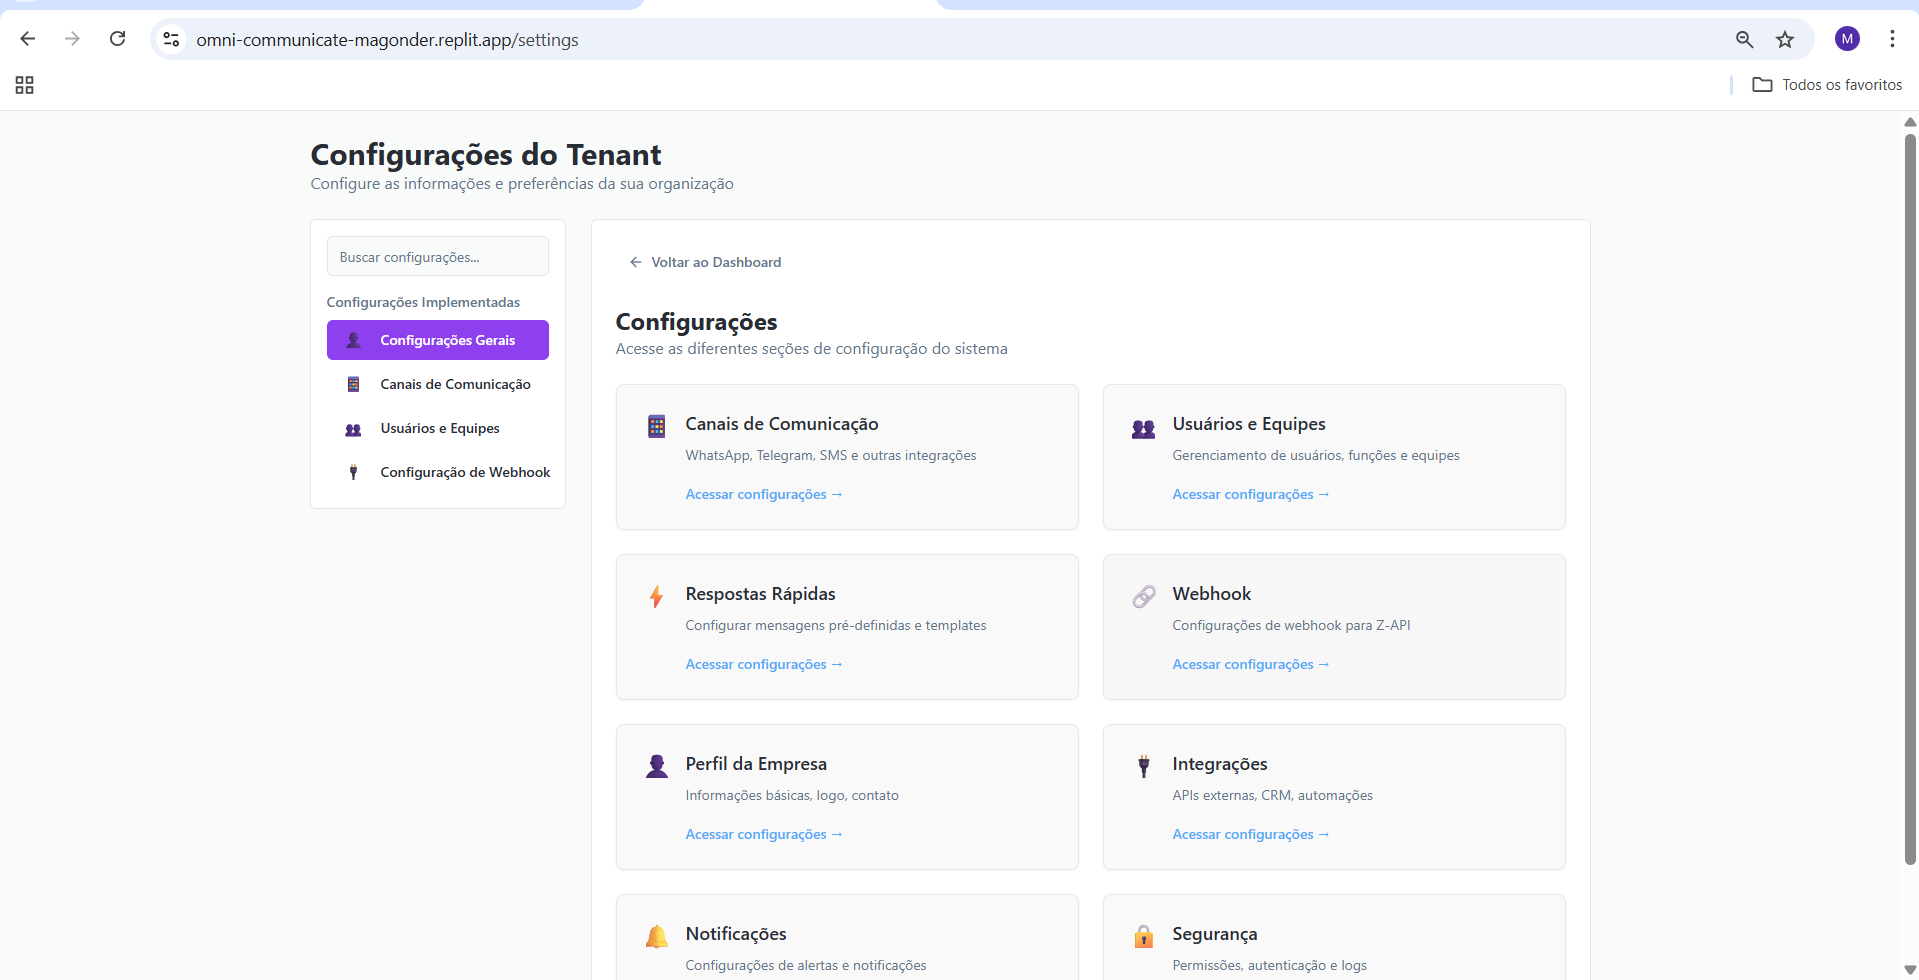 omni-communicate-magonder.replit.app/settings
M
Todos os favoritos
Configurações do Tenant
Configure as informações e preferências da sua organização
Buscar configurações...
Configurações Implementadas
Configurações Gerais
Canais de Comunicação
Usuários e Equipes
Configuração de Webhook
Voltar ao Dashboard
Configurações
Acesse as diferentes seções de configuração do sistema
Canais de Comunicação
WhatsApp, Telegram, SMS e outras integrações
Acessar configurações →
Usuários e Equipes
Gerenciamento de usuários, funções e equipes
Acessar configurações →
Respostas Rápidas
Configurar mensagens pré-definidas e templates
Acessar configurações →
Webhook
Configurações de webhook para Z-API
Acessar configurações →
Perfil da Empresa
Informações básicas, logo, contato
Acessar configurações →
Integrações
APIs externas, CRM, automações
Acessar configurações →
Notificações
Configurações de alertas e notificações
Segurança
Permissões, autenticação e logs